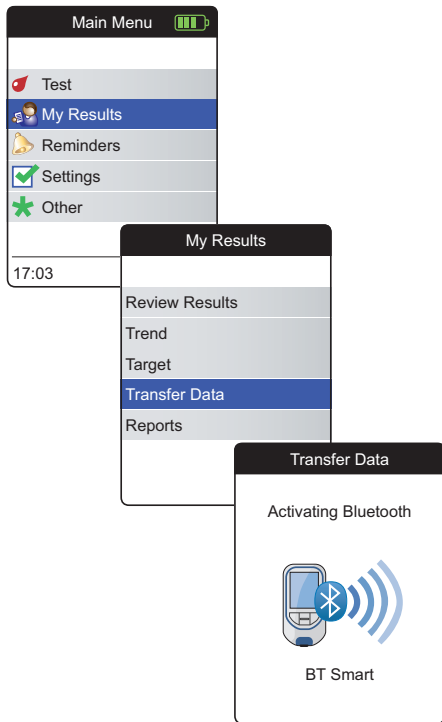 Main Menu
Test
My Results
Reminders
Settings
Other
17:03
My Results
Review Results
Trend
Target
Transfer Data
Reports
Transfer Data
Activating Bluetooth
BT Smart